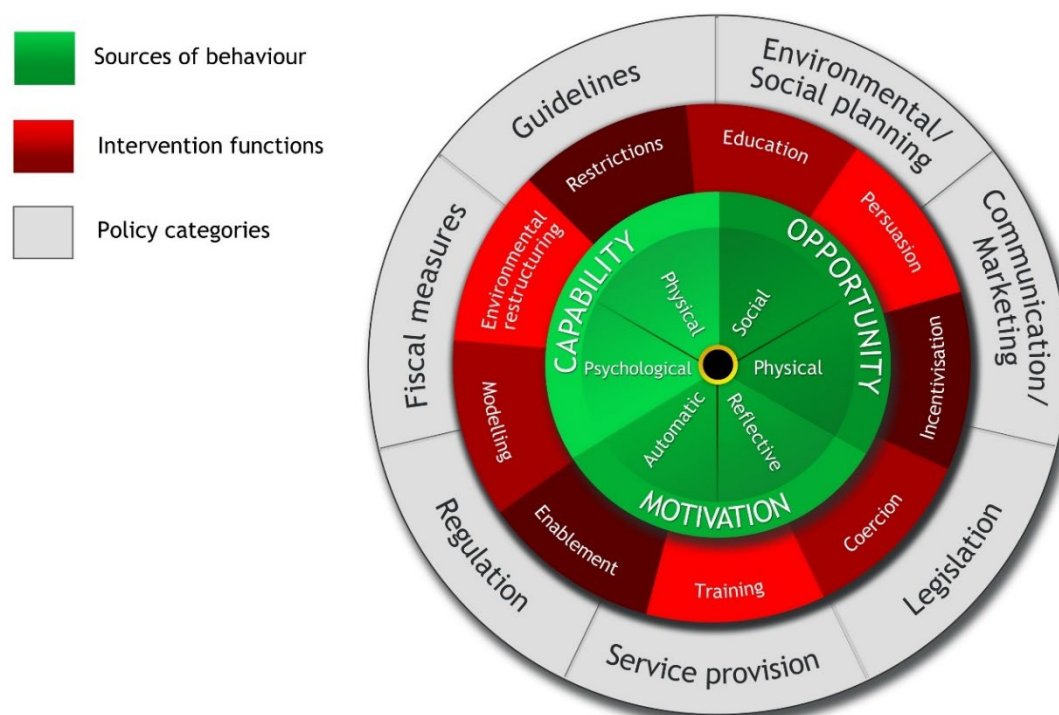 Sources of behaviour
Intervention functions
Policy categories
Guidelines
Environmental/
Social planning
Communication/
Marketing
Legislation
Service provision
Regulation
Fiscal measures
Restrictions
Education
Persuasion
Incentivisation
Coercion
Training
Enablement
Modelling
Environmental
restructuring
CAPABILITY
OPPORTUNITY
MOTIVATION
Physical
Social
Psychological
Physical
Automatic
Reflective